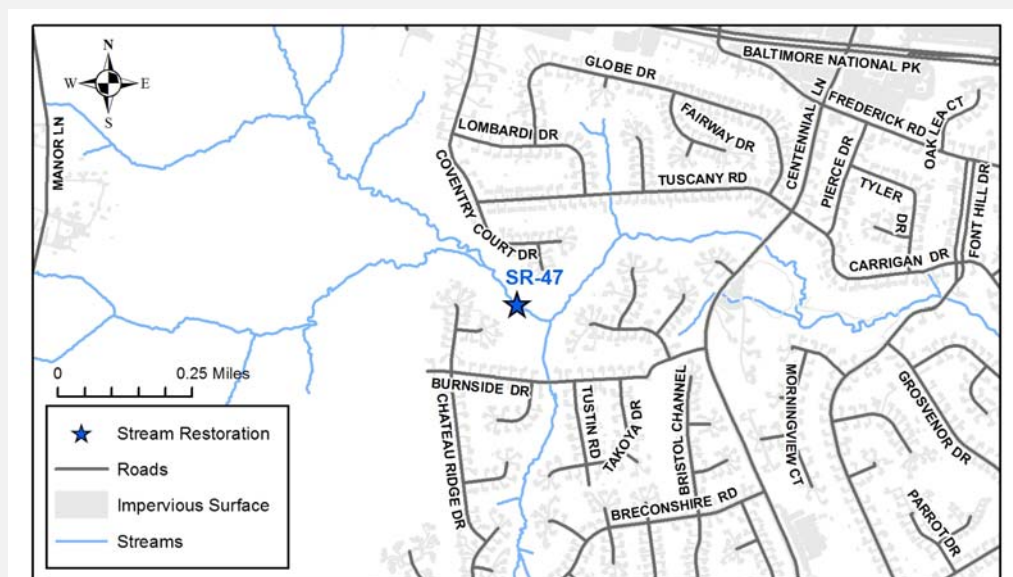 N
W E
S
MANOR LN
GLOBE DR
BALTIMORE NATIONAL PK
LOMBARDI DR
FAIRWAY DR
CENTENNIAL LN
FREDERICK RD
OAK LEA CT
COVENTRY COURT DR
TUSCANY RD
PIERCE DR
TYLER DR
FONT HILL DR
CARRIGAN DR
SR-47
0 0.25 Miles
BURNSIDE DR
CHATEAU RIDGE DR
TUSTIN RD
TAKOYA DR
BRISTOL CHANNEL
MORNINGVIEW CT
GROSVENOR DR
BRECONSHIRE RD
PARROT DR
Stream Restoration
Roads
Impervious Surface
Streams